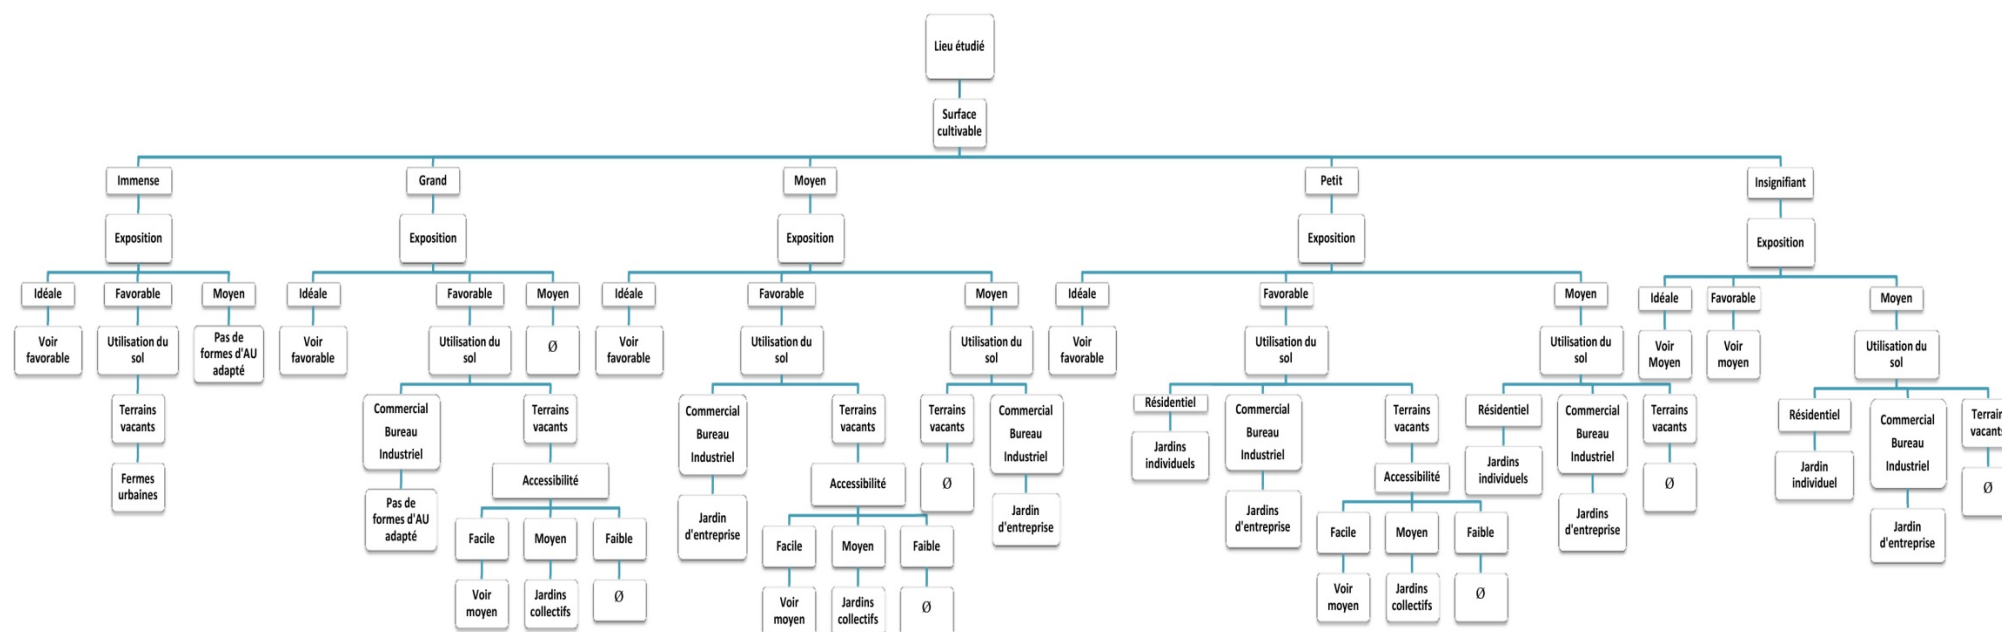 Lieu étudié
Surface
cultivable
Immense
Grand
Moyen
Petit
Insignifiant
Exposition
Exposition
Exposition
Exposition
Exposition
Idéale
Favorable
Moyen
Idéale
Favorable
Moyen
Idéale
Favorable
Moyen
Idéale
Favorable
Moyen
Idéale
Favorable
Moyen
Voir
favorable
Utilisation du
sol
Pas de
formes d'AU
adapté
Voir
favorable
Utilisation du
sol
Ø
Voir
favorable
Utilisation du
sol
Utilisation du
sol
Voir
favorable
Utilisation du
sol
Utilisation du
sol
Voir
Moyen
Voir
moyen
Utilisation du
sol
Terrains
vacants
Commercial
Bureau
Industriel
Terrains
vacants
Commercial
Bureau
Industriel
Terrains
vacants
Terrains
vacants
Commercial
Bureau
Industriel
Résidentiel
Commercial
Bureau
Industriel
Terrains
vacants
Résidentiel
Commercial
Bureau
Industriel
Terrains
vacants
Résidentiel
Commercial
Bureau
Industriel
Terrain
vacants
Fermes
urbaines
Pas de
formes d'AU
adapté
Accessibilité
Jardin
d'entreprise
Accessibilité
Ø
Jardin
d'entreprise
Jardins
individuels
Jardins
d'entreprise
Accessibilité
Jardins
individuels
Jardins
d'entreprise
Ø
Jardin
individuel
Jardin
d'entreprise
Ø
Facile
Moyen
Faible
Facile
Moyen
Faible
Facile
Moyen
Faible
Voir
moyen
Jardins
collectifs
Ø
Voir
moyen
Jardins
collectifs
Ø
Voir
moyen
Jardins
collectifs
Ø